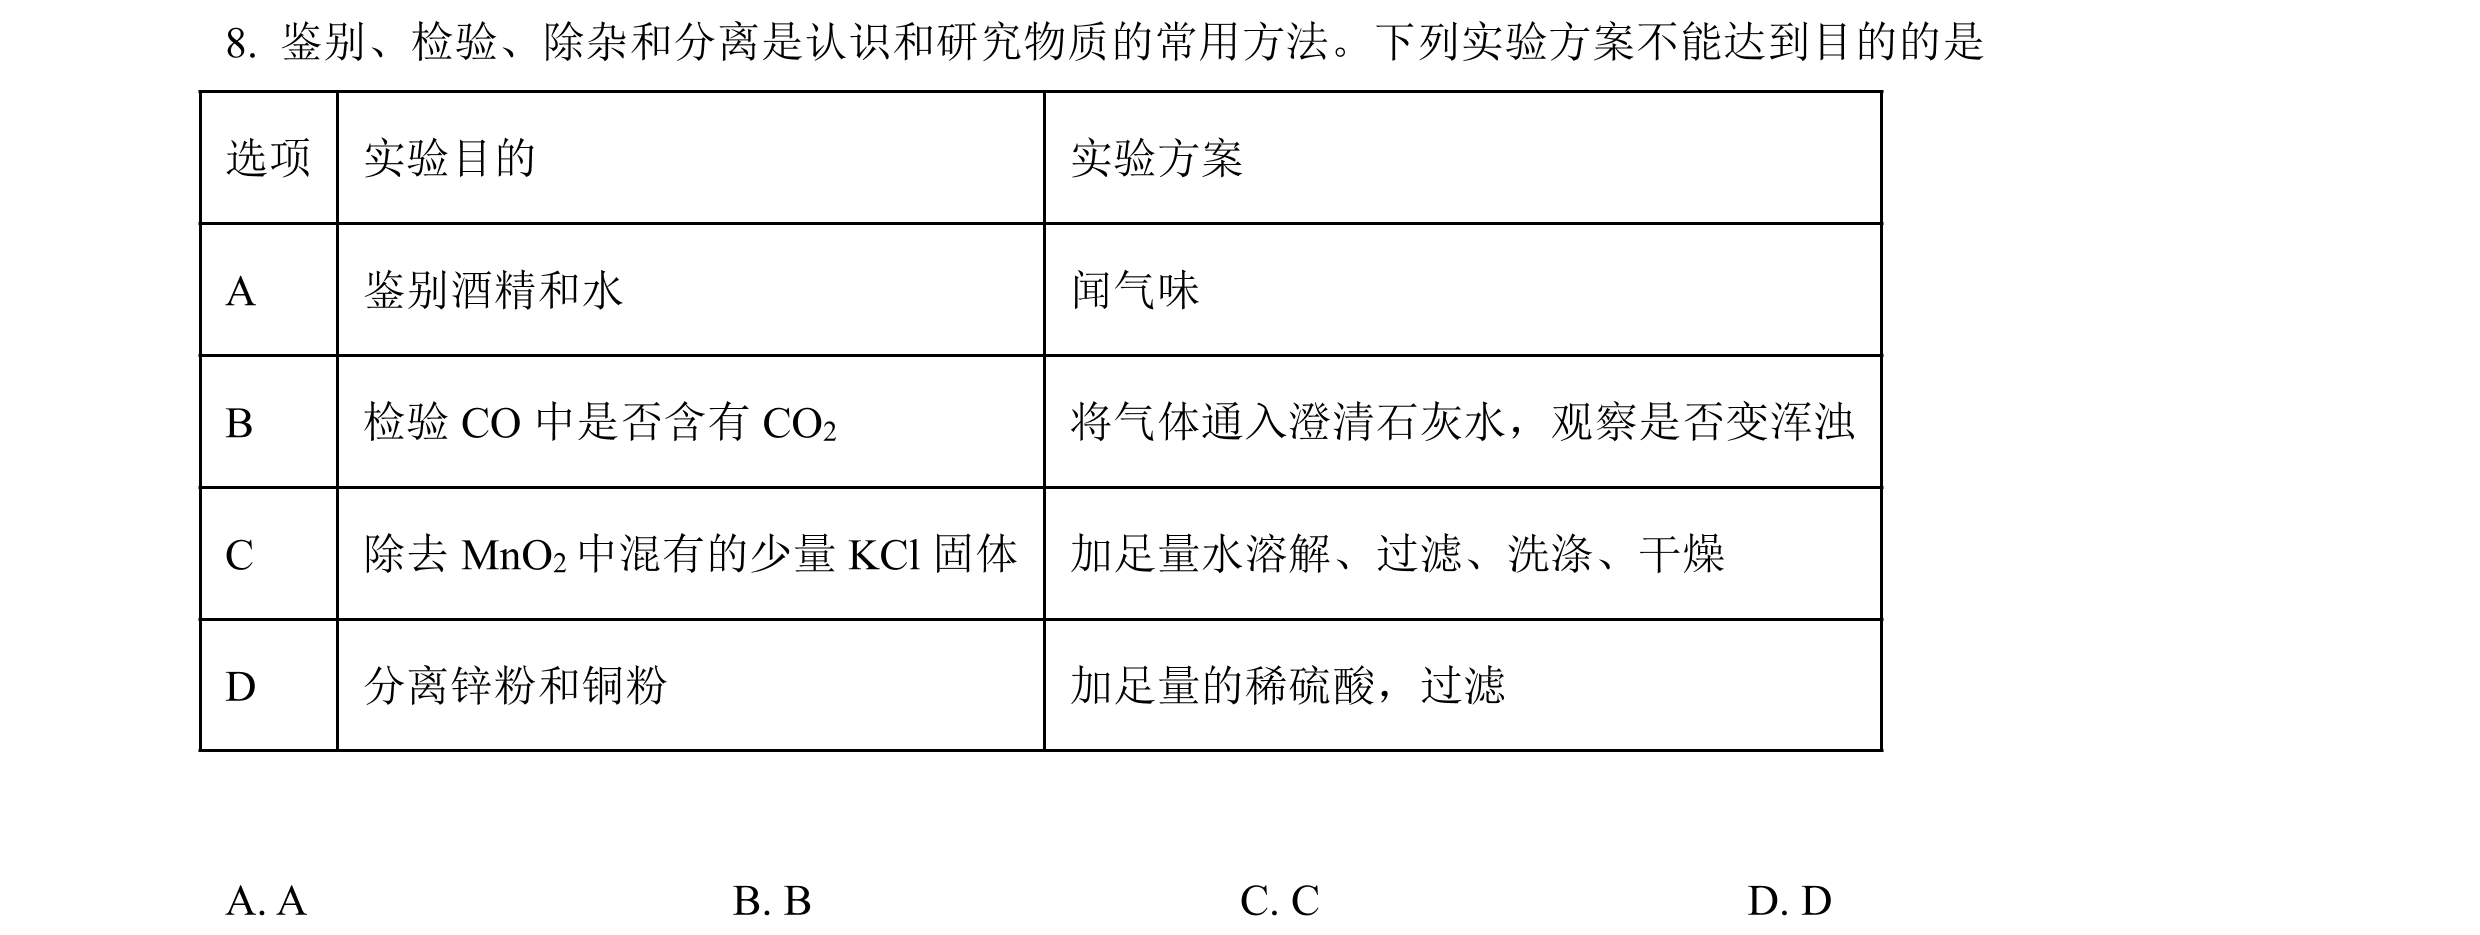 8. 鉴别、检验、除杂和分离是认识和研究物质的常用方法。下列实验方案不能达到目的的是
选项 实验目的 实验方案
A 鉴别酒精和水 闻气味
B 检验 CO 中是否含有 CO₂ 将气体通入澄清石灰水，观察是否变浑浊
C 除去 MnO₂ 中混有的少量 KCl 固体 加足量水溶解、过滤、洗涤、干燥
D 分离锌粉和铜粉 加足量的稀硫酸，过滤
A. A B. B C. C D. D